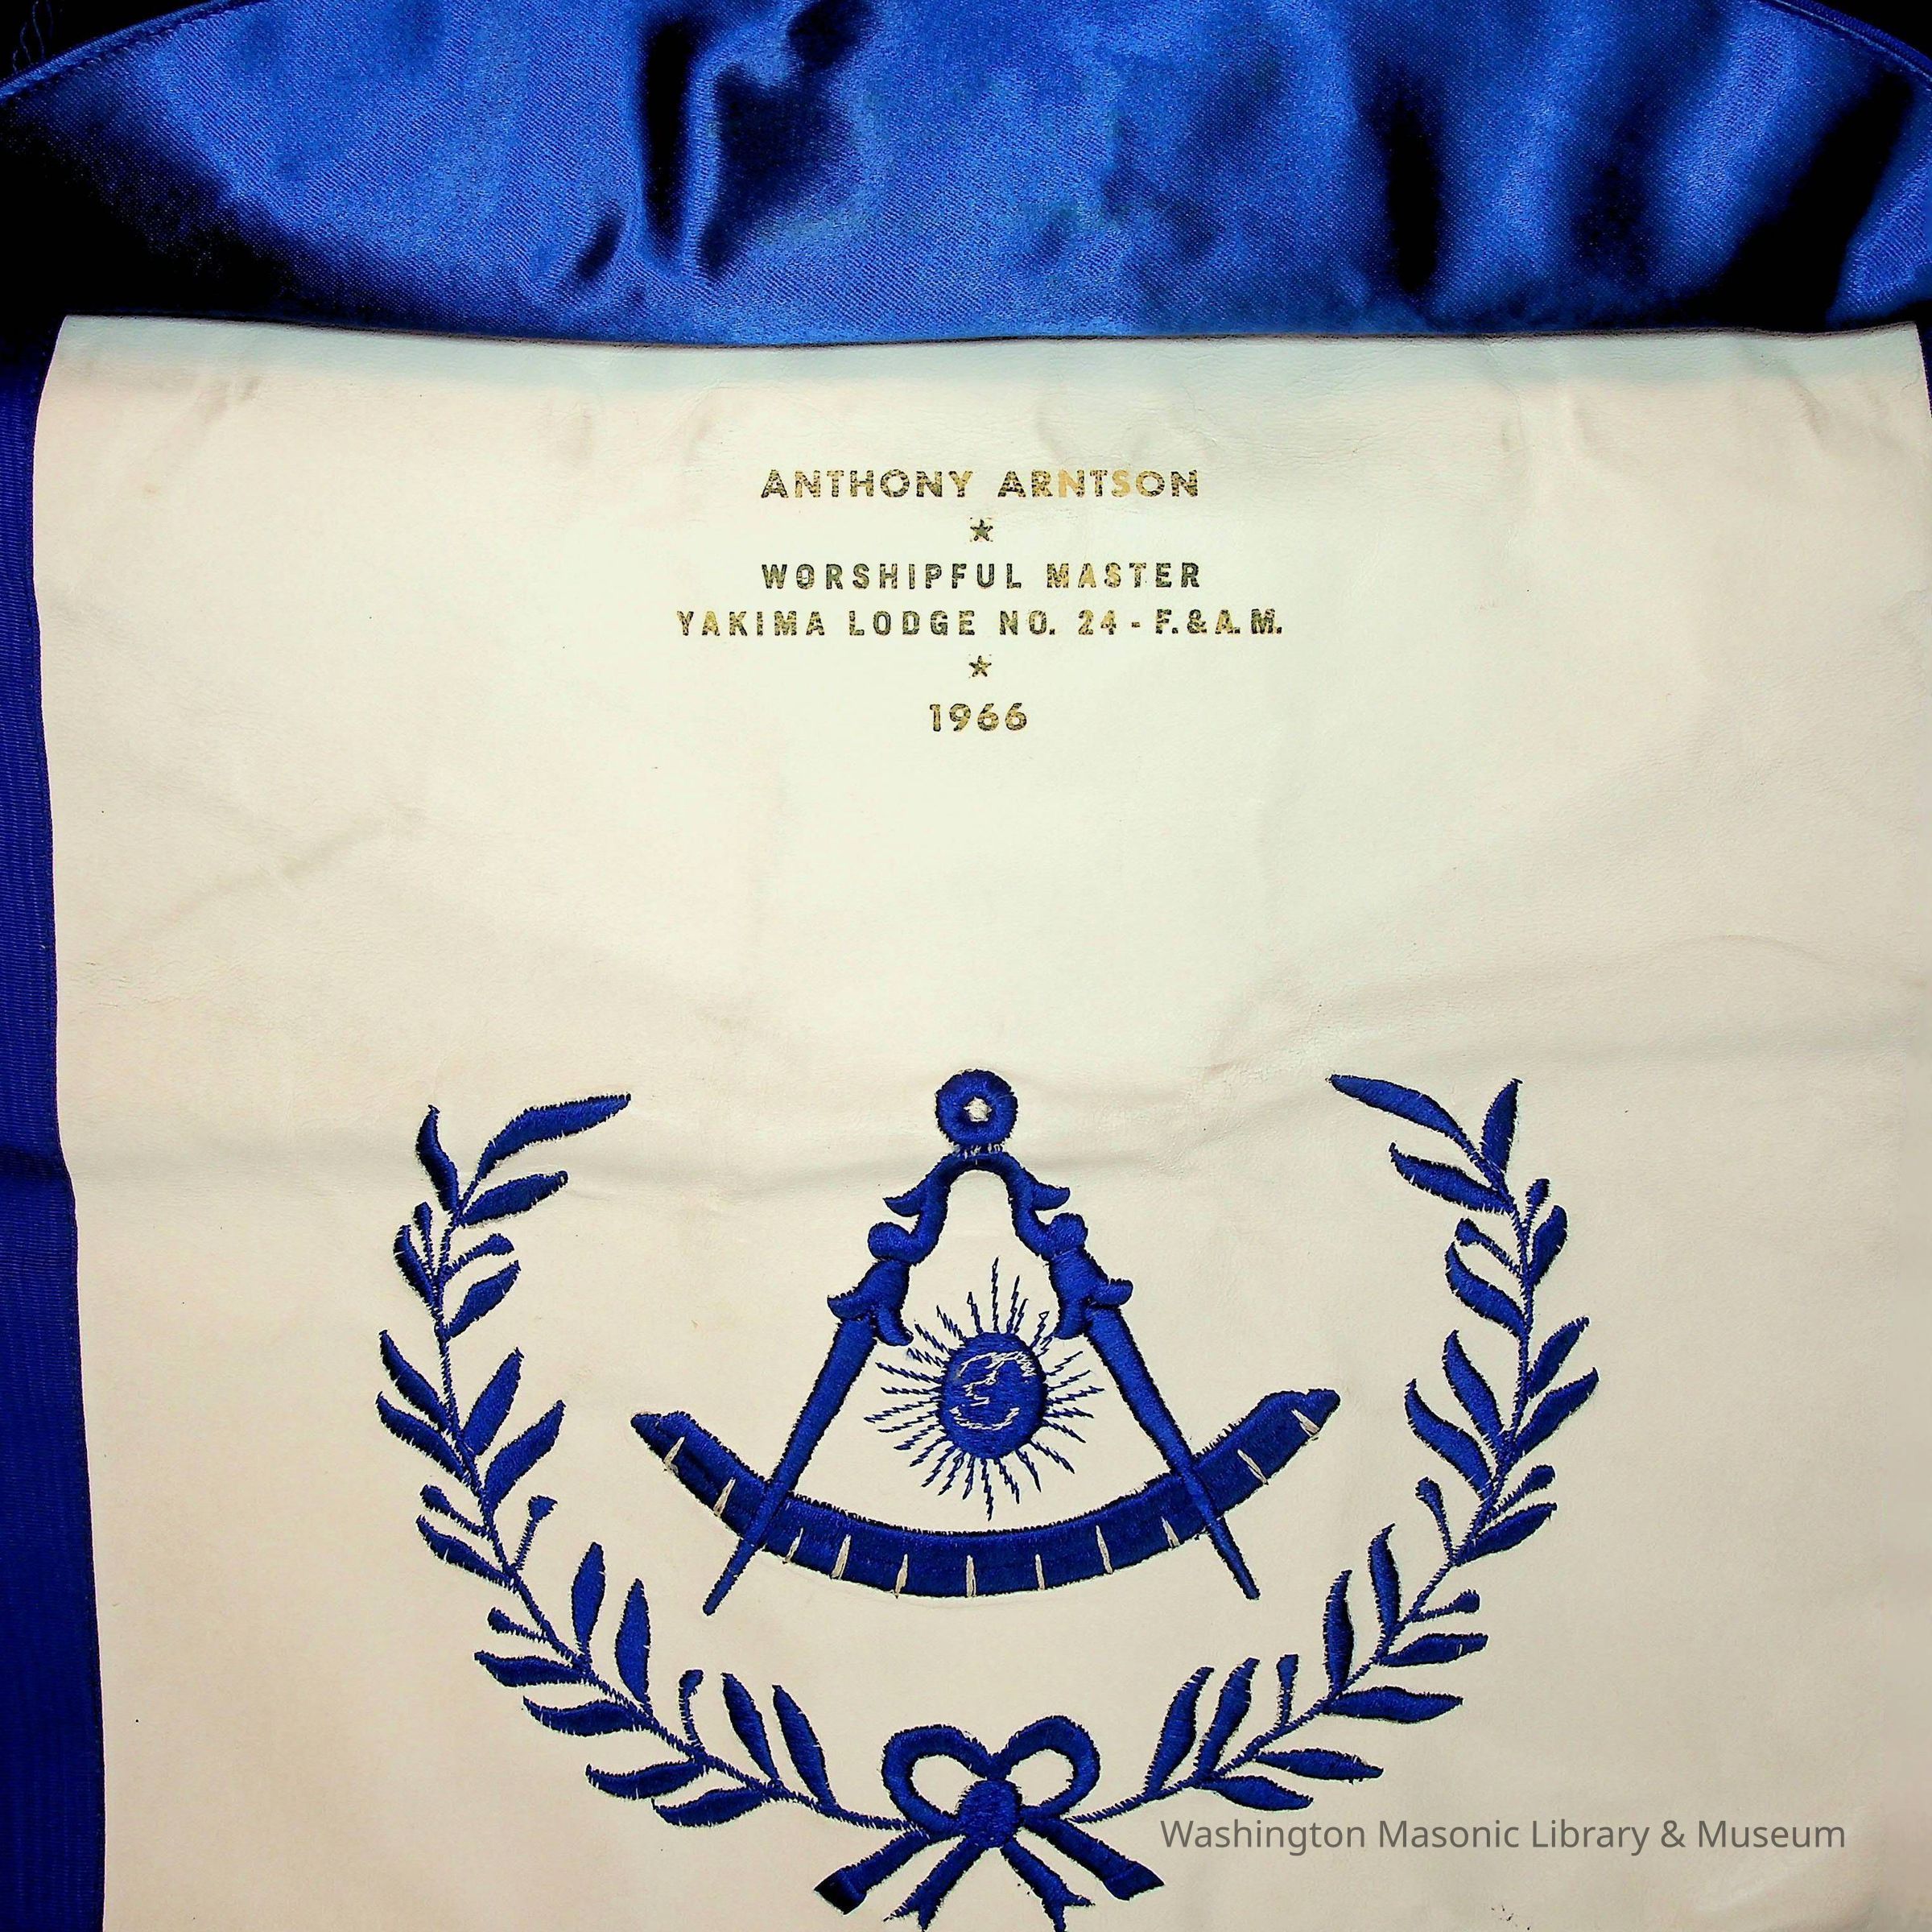 ANTHONY ARNTSON
★
WORSHIPFUL MASTER
YAKIMA LODGE NO. 24 - F. & A. M.
★
1966
Washington Masonic Library & Museum